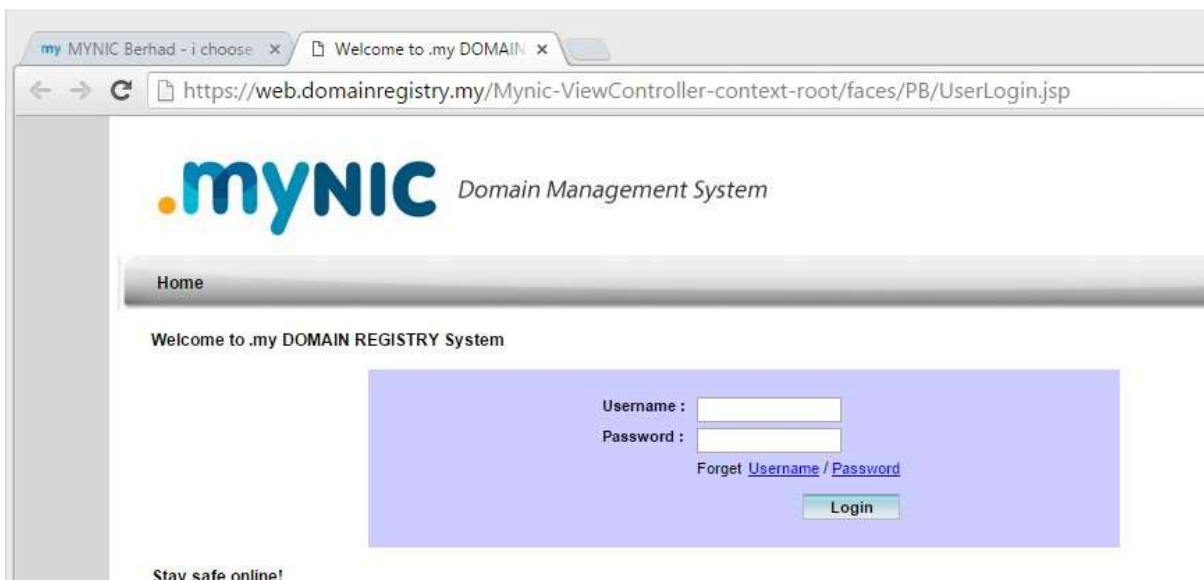 my MYNIC Berhad - i choose
Welcome to .my DOMAIN
https://web.domainregistry.my/Mynic-ViewController-context-root/faces/PB/UserLogin.jsp
.myNIC Domain Management System
Home
Welcome to .my DOMAIN REGISTRY System
Username :
Password :
Forget Username / Password
Login
Stay safe online!